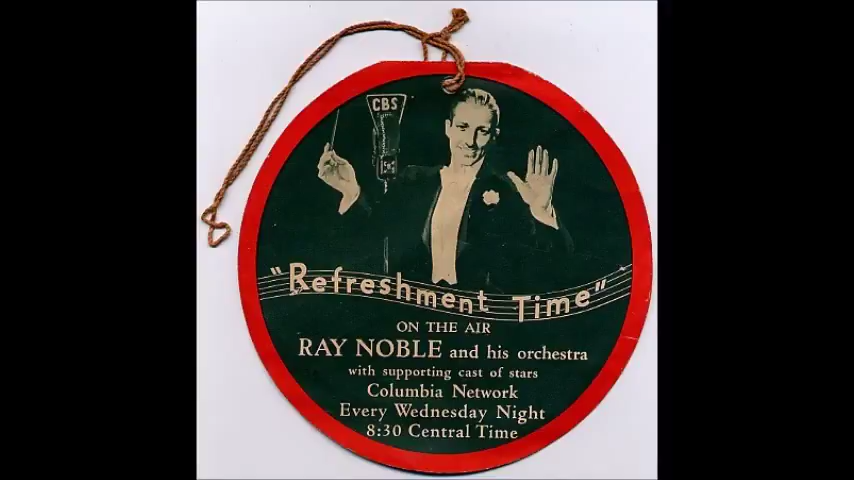 CBS
"Refreshment Time"
ON THE AIR
RAY NOBLE and his orchestra
with supporting cast of stars
Columbia Network
Every Wednesday Night
8:30 Central Time